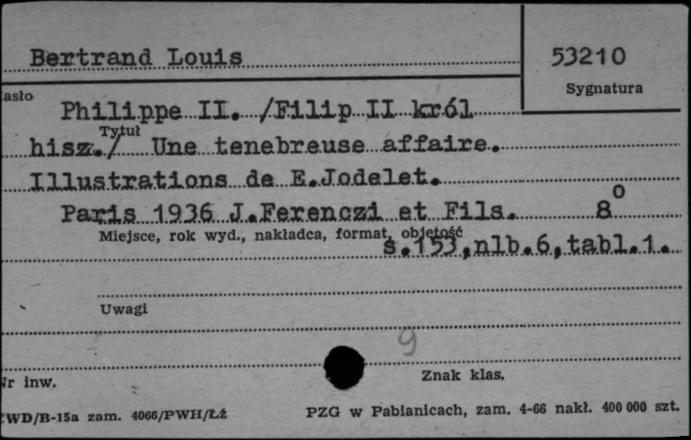 Bertrand Louis
53210
Sygnatura
asło
Philippe II. /Filip II król
Tytuł
hisz./ Une tenebreuse affaire.
Illustrations de E.Jodelet.
Paris 1936 J.Ferenczi et Fils. 8°
Miejsce, rok wyd., nakładca, format, objętość
s.153,nlb.6,tabl.1.
Uwagi
9
Nr inw.
Znak klas.
ZWD/B-15a zam. 4066/PWH/Łź
PZG w Pabianicach, zam. 4-66 nakł. 400 000 szt.